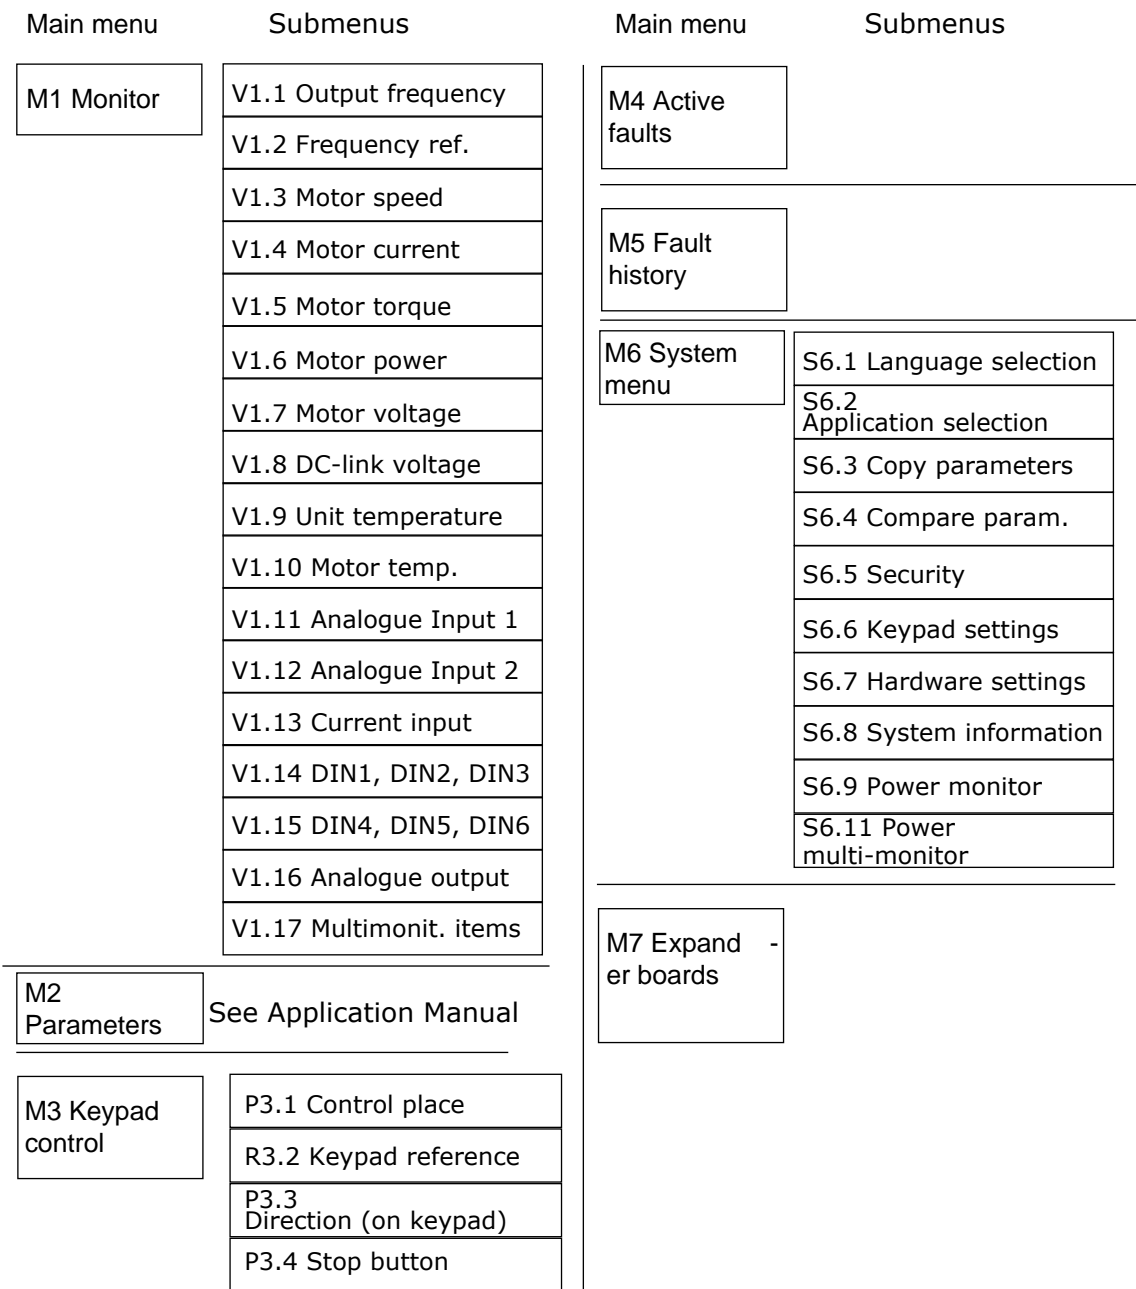 Main menu
Submenus
M1 Monitor
V1.1 Output frequency
V1.2 Frequency ref.
V1.3 Motor speed
V1.4 Motor current
V1.5 Motor torque
V1.6 Motor power
V1.7 Motor voltage
V1.8 DC-link voltage
V1.9 Unit temperature
V1.10 Motor temp.
V1.11 Analogue Input 1
V1.12 Analogue Input 2
V1.13 Current input
V1.14 DIN1, DIN2, DIN3
V1.15 DIN4, DIN5, DIN6
V1.16 Analogue output
V1.17 Multimonit. items
M2
Parameters
See Application Manual
M3 Keypad
control
P3.1 Control place
R3.2 Keypad reference
P3.3
Direction (on keypad)
P3.4 Stop button
Main menu
Submenus
M4 Active
faults
M5 Fault
history
M6 System
menu
S6.1 Language selection
S6.2
Application selection
S6.3 Copy parameters
S6.4 Compare param.
S6.5 Security
S6.6 Keypad settings
S6.7 Hardware settings
S6.8 System information
S6.9 Power monitor
S6.11 Power
multi-monitor
M7 Expand -
er boards